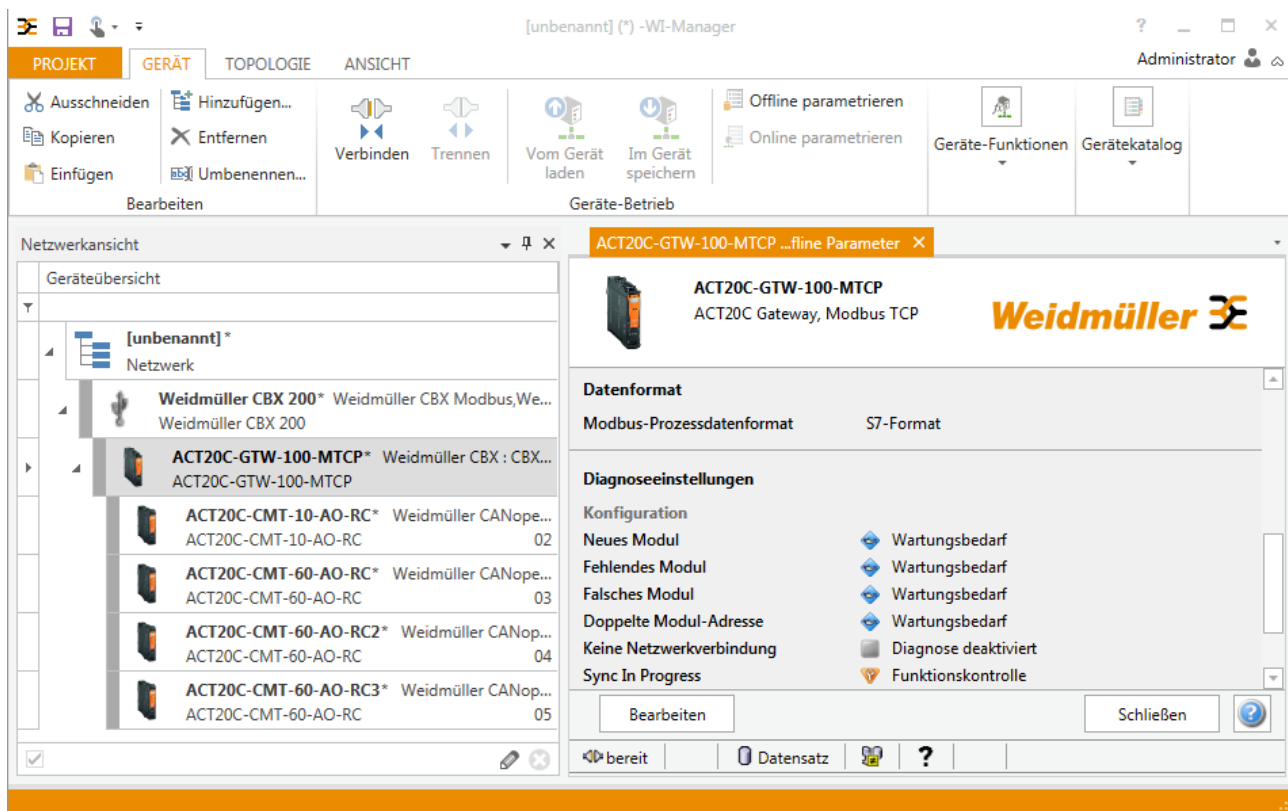 [unbenannt] (*) -WI-Manager
?
PROJEKT GERÄT TOPOLOGIE ANSICHT
Administrator
Ausschneiden
Kopieren
Einfügen
Hinzufügen...
Entfernen
Umbenennen...
Bearbeiten
Verbinden
Trennen
Vom Gerät laden
Im Gerät speichern
Offline parametrieren
Online parametrieren
Geräte-Betrieb
Geräte-Funktionen
Gerätekatalog
Netzwerkansicht
Geräteübersicht
[unbenannt] *
Netzwerk
Weidmüller CBX 200* Weidmüller CBX Modbus,We...
Weidmüller CBX 200
ACT20C-GTW-100-MTCP* Weidmüller CBX : CBX...
ACT20C-GTW-100-MTCP
ACT20C-CMT-10-AO-RC* Weidmüller CANope...
ACT20C-CMT-10-AO-RC 02
ACT20C-CMT-60-AO-RC* Weidmüller CANope...
ACT20C-CMT-60-AO-RC 03
ACT20C-CMT-60-AO-RC2* Weidmüller CANop...
ACT20C-CMT-60-AO-RC 04
ACT20C-CMT-60-AO-RC3* Weidmüller CANop...
ACT20C-CMT-60-AO-RC 05
ACT20C-GTW-100-MTCP ...fline Parameter
ACT20C-GTW-100-MTCP
ACT20C Gateway, Modbus TCP
Weidmüller
Datenformat
Modbus-Prozessdatenformat S7-Format
Diagnoseeinstellungen
Konfiguration
Neues Modul Wartungsbedarf
Fehlendes Modul Wartungsbedarf
Falsches Modul Wartungsbedarf
Doppelte Modul-Adresse Wartungsbedarf
Keine Netzwerkverbindung Diagnose deaktiviert
Sync In Progress Funktionskontrolle
Bearbeiten Schließen ?
bereit Datensatz ?